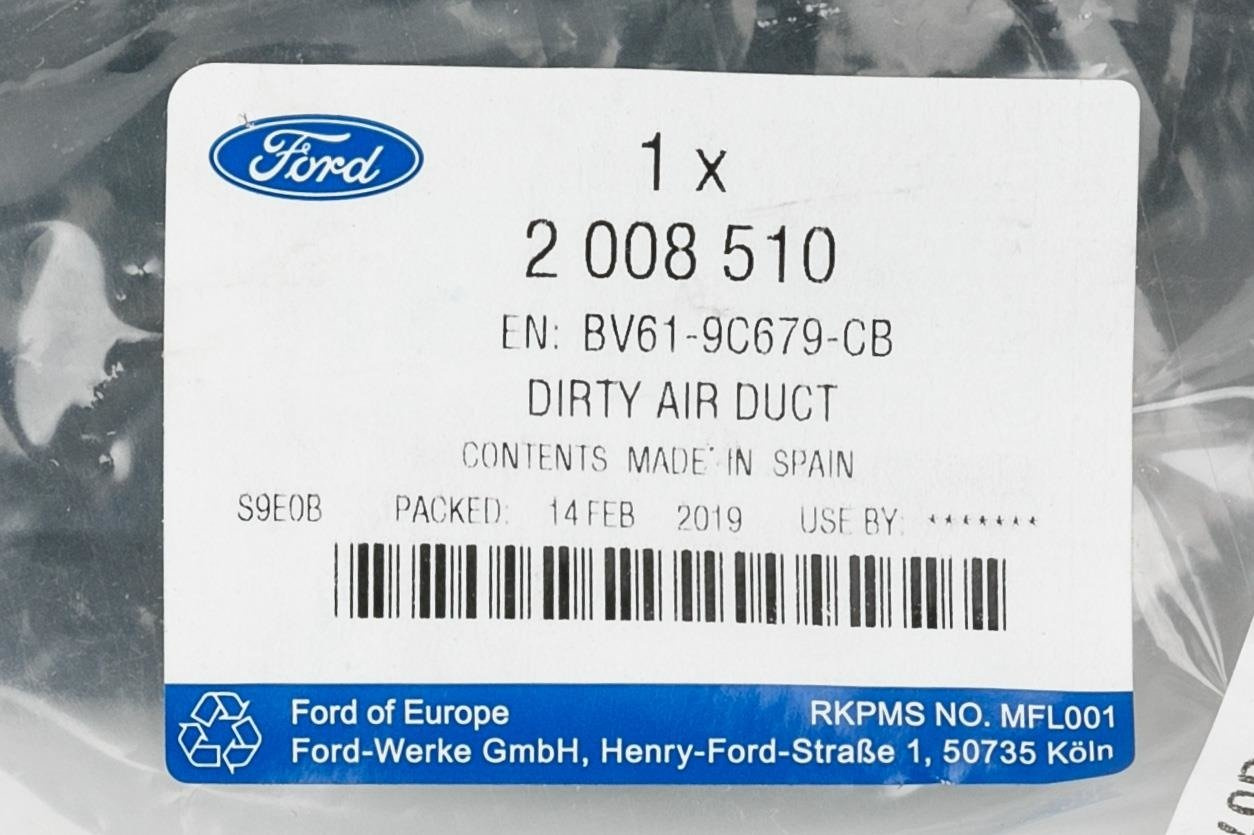 Ford
1 x
2 008 510
EN: BV61-9C679-CB
DIRTY AIR DUCT
CONTENTS MADE IN SPAIN
S9E0B PACKED: 14 FEB 2019 USE BY: *******
Ford of Europe RKPMS NO. MFL001
Ford-Werke GmbH, Henry-Ford-Straße 1, 50735 Köln